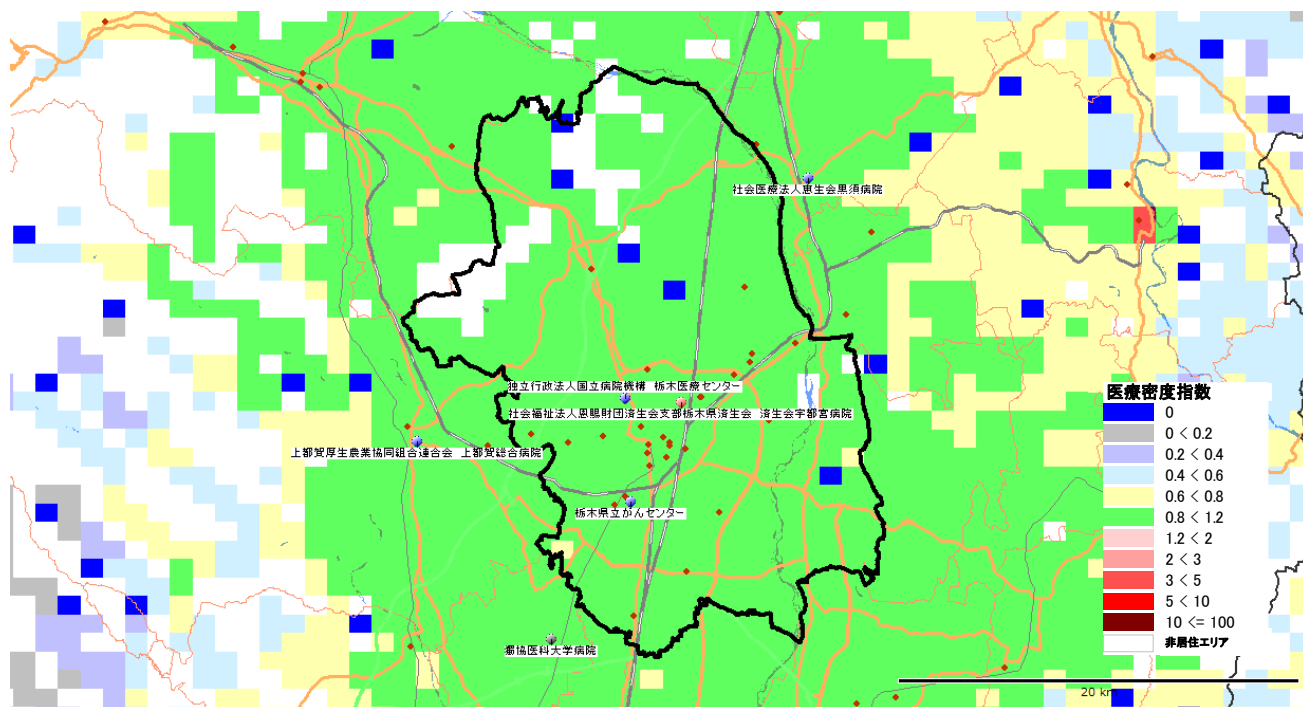 社会医療法人恵生会黒須病院
独立行政法人国立病院機構 栃木医療センター
社会福祉法人恩賜財団済生会支部栃木県済生会 済生会宇都宮病院
上都賀厚生農業協同組合連合会 上都賀総合病院
栃木県立がんセンター
獨協医科大学病院
医療密度指数
0
0 < 0.2
0.2 < 0.4
0.4 < 0.6
0.6 < 0.8
0.8 < 1.2
1.2 < 2
2 < 3
3 < 5
5 < 10
10 <= 100
非居住エリア
20 km